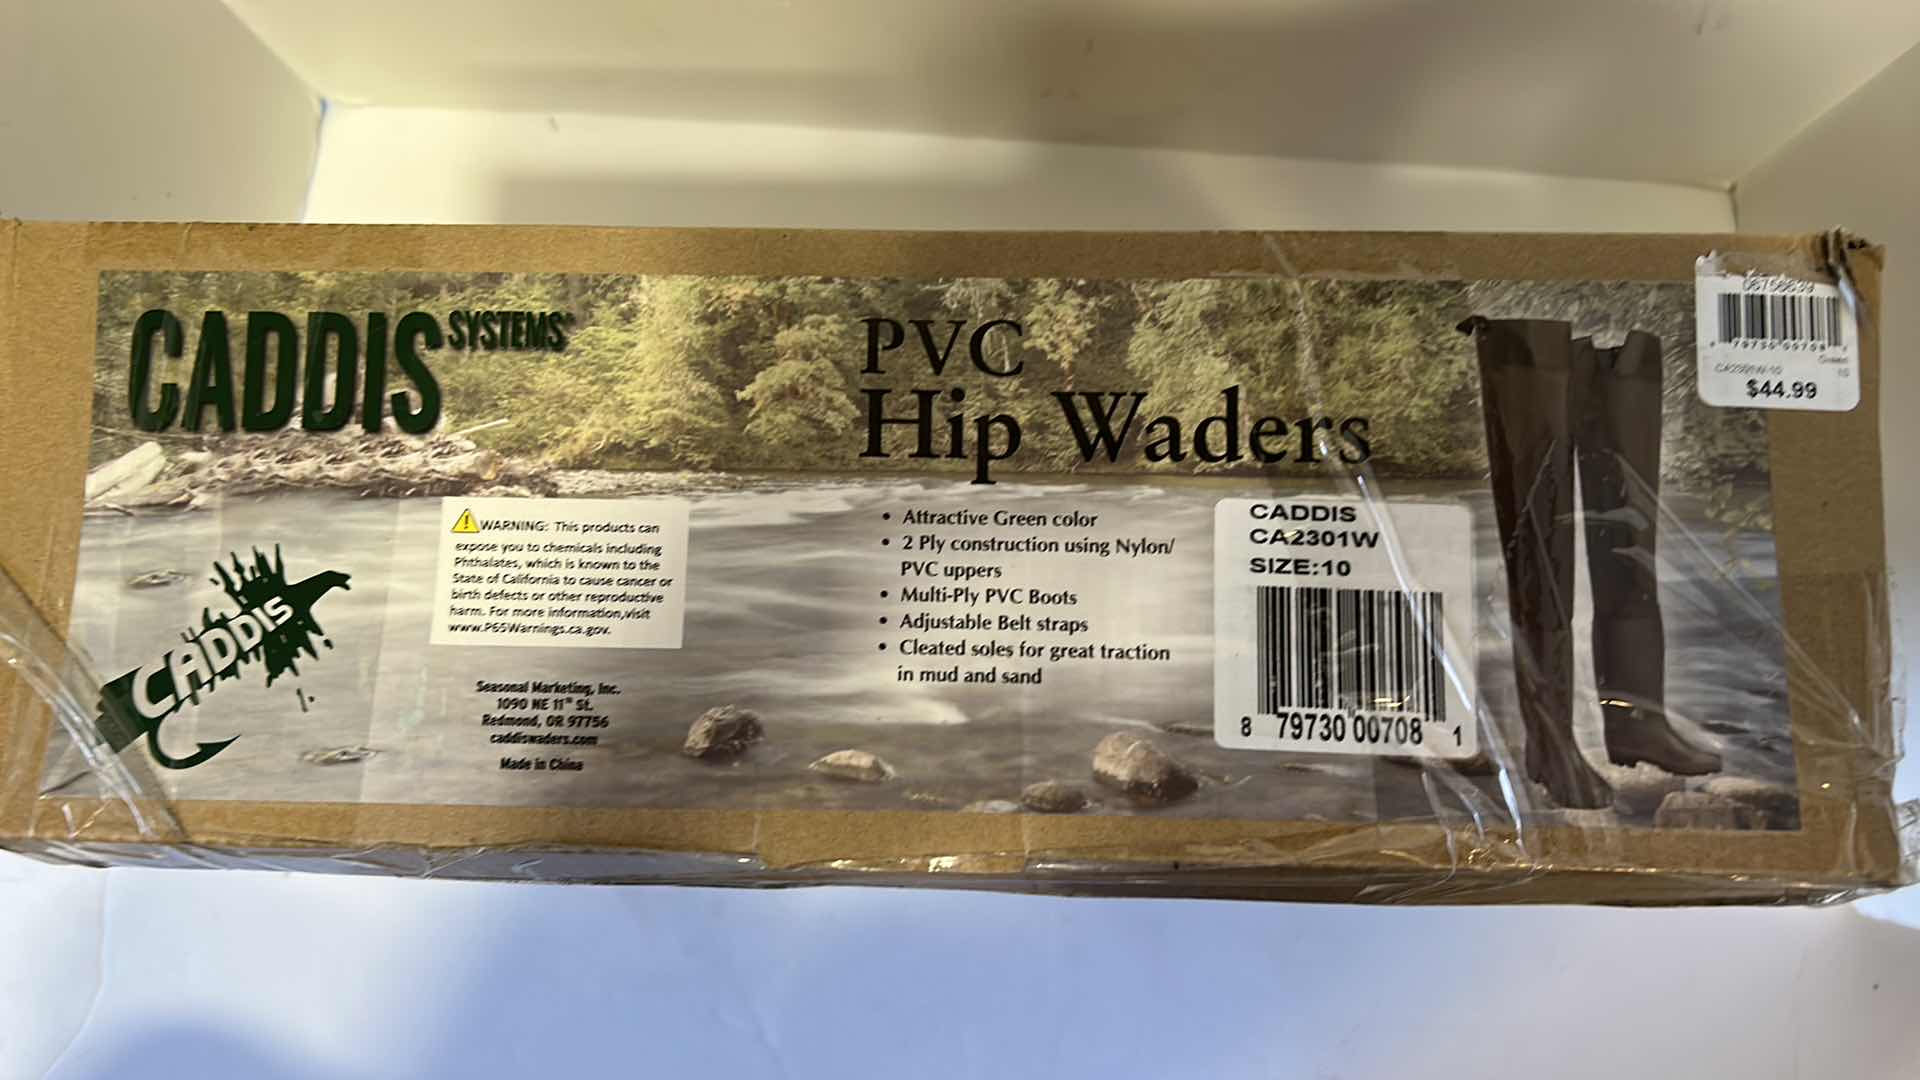 CADDIS SYSTEMS
PVC
Hip Waders
$44.99
WARNING: This products can
expose you to chemicals including
Phthalates, which is known to the
State of California to cause cancer or
birth defects or other reproductive
harm. For more information,visit
www.P65Warnings.ca.gov.
CADDIS
Seasonal Marketing, Inc.
1090 NE 11th St.
Redmond, OR 97756
caddiswaders.com
Made in China
• Attractive Green color
• 2 Ply construction using Nylon/
PVC uppers
• Multi-Ply PVC Boots
• Adjustable Belt straps
• Cleated soles for great traction
in mud and sand
CADDIS
CA2301W
SIZE:10
8 79730 00708 1